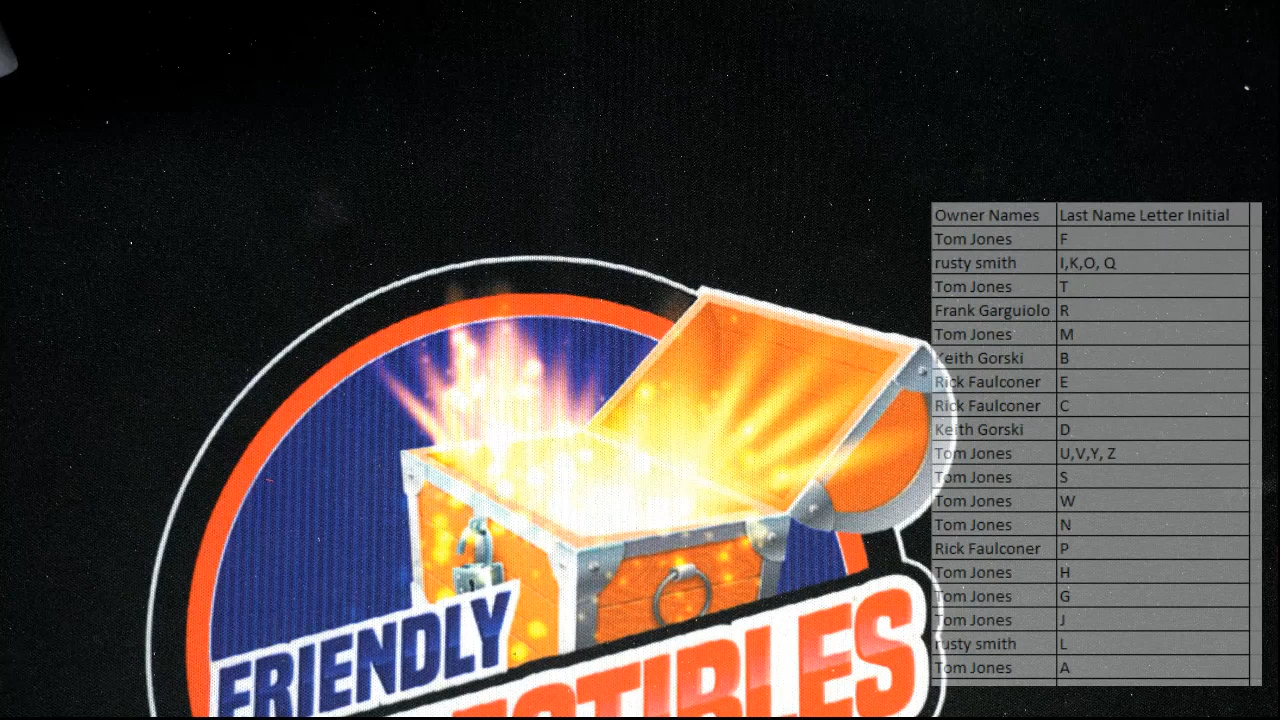 Owner Names Last Name Letter Initial
Tom Jones F
rusty smith I,K,O, Q
Tom Jones T
Frank Garguiolo R
Tom Jones M
Keith Gorski B
Rick Faulconer E
Rick Faulconer C
Keith Gorski D
Tom Jones U,V,Y, Z
Tom Jones S
Tom Jones W
Tom Jones N
Rick Faulconer P
Tom Jones H
Tom Jones G
Tom Jones J
rusty smith L
Tom Jones A
FRIENDLY